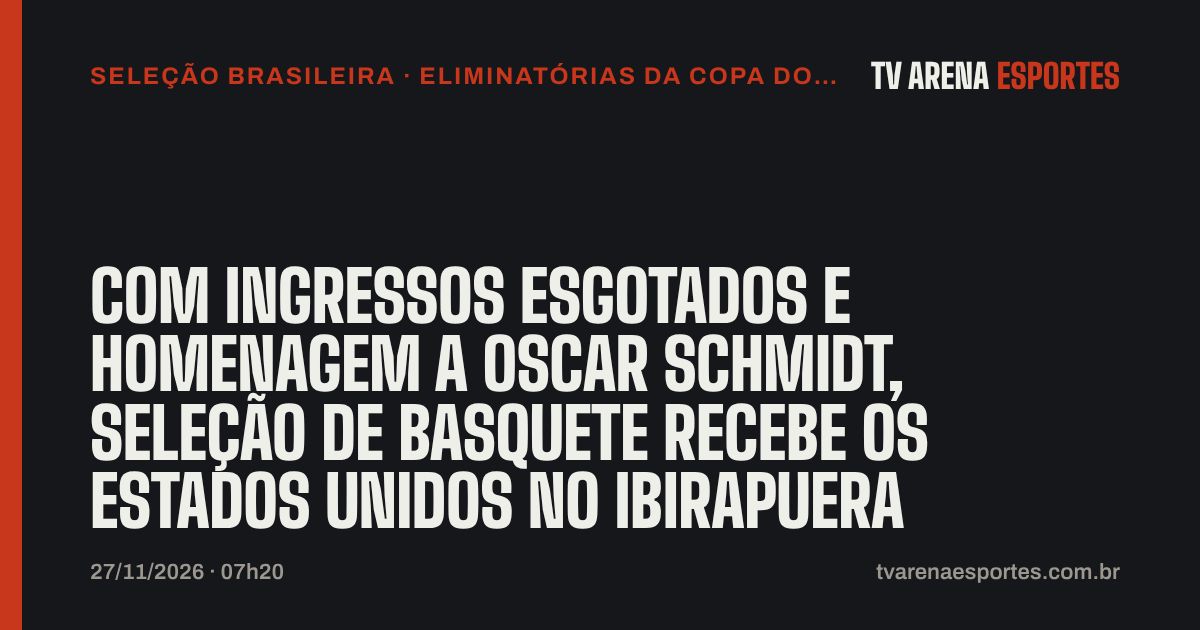 SELEÇÃO BRASILEIRA · ELIMINATÓRIAS DA COPA DO...
TV ARENA ESPORTES
COM INGRESSOS ESGOTADOS E
HOMENAGEM A OSCAR SCHMIDT,
SELEÇÃO DE BASQUETE RECEBE OS
ESTADOS UNIDOS NO IBIRAPUERA
27/11/2026 · 07h20
tvarenaesportes.com.br